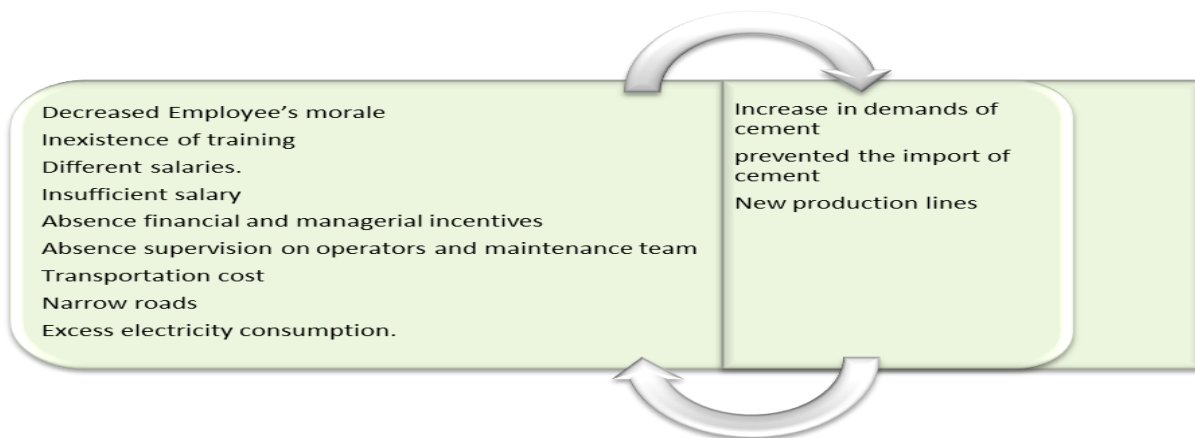 Decreased Employee’s morale
Inexistence of training
Different salaries.
Insufficient salary
Absence financial and managerial incentives
Absence supervision on operators and maintenance team
Transportation cost
Narrow roads
Excess electricity consumption.
Increase in demands of
cement
prevented the import of
cement
New production lines